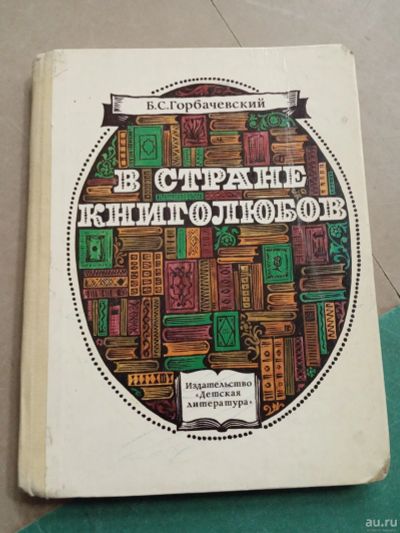 Б.С.Горбачевский
В СТРАНЕ
КНИГОЛЮБОВ
Издательство
«Детская
литература»
au.ru